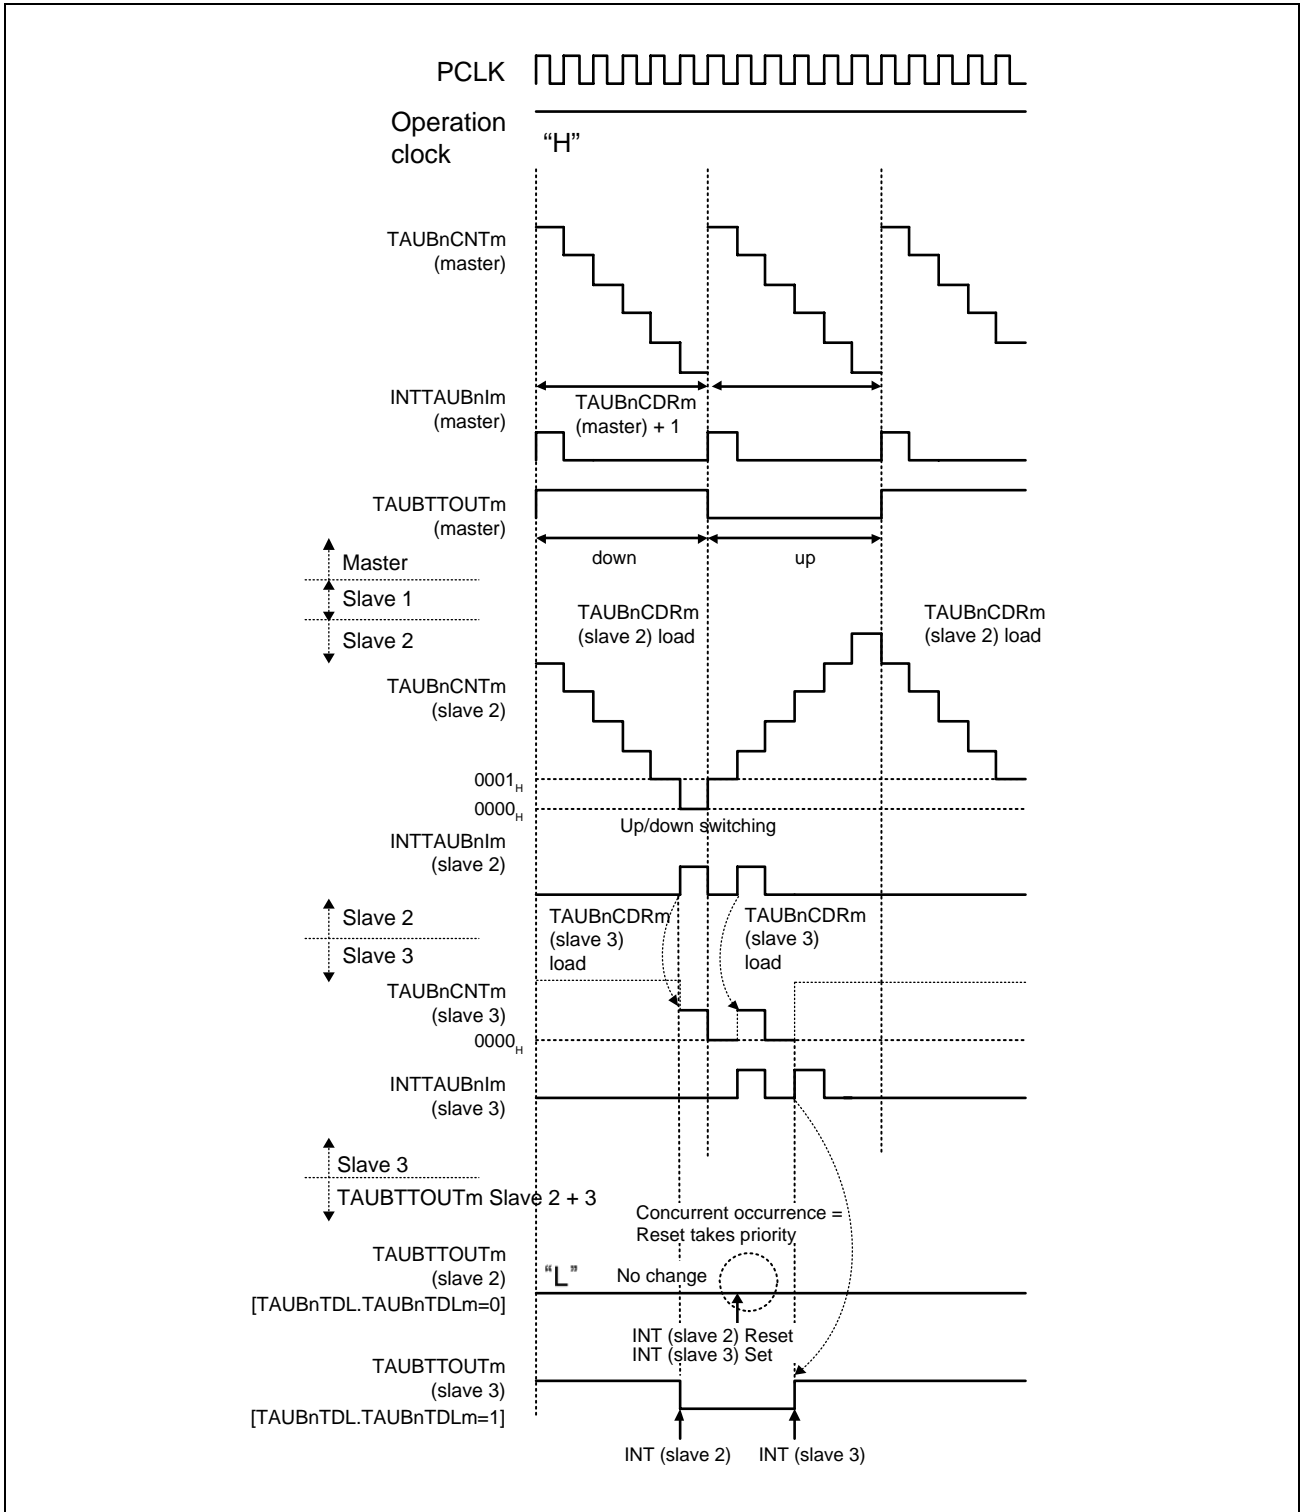 PCLK
Operation
clock
“H”
TAUBnCNTm
(master)
INTTAUBnIm
(master)
TAUBnCDRm
(master) + 1
TAUBTTOUTm
(master)
down
up
Master
Slave 1
Slave 2
TAUBnCDRm
(slave 2) load
TAUBnCDRm
(slave 2) load
TAUBnCNTm
(slave 2)
0001H
0000H
Up/down switching
INTTAUBnIm
(slave 2)
Slave 2
Slave 3
TAUBnCDRm
(slave 3)
load
TAUBnCDRm
(slave 3)
load
TAUBnCNTm
(slave 3)
0000H
INTTAUBnIm
(slave 3)
Slave 3
TAUBTTOUTm Slave 2 + 3
Concurrent occurrence =
Reset takes priority
TAUBTTOUTm
(slave 2)
[TAUBnTDL.TAUBnTDLm=0]
“L”
No change
INT (slave 2) Reset
INT (slave 3) Set
TAUBTTOUTm
(slave 3)
[TAUBnTDL.TAUBnTDLm=1]
INT (slave 2)
INT (slave 3)